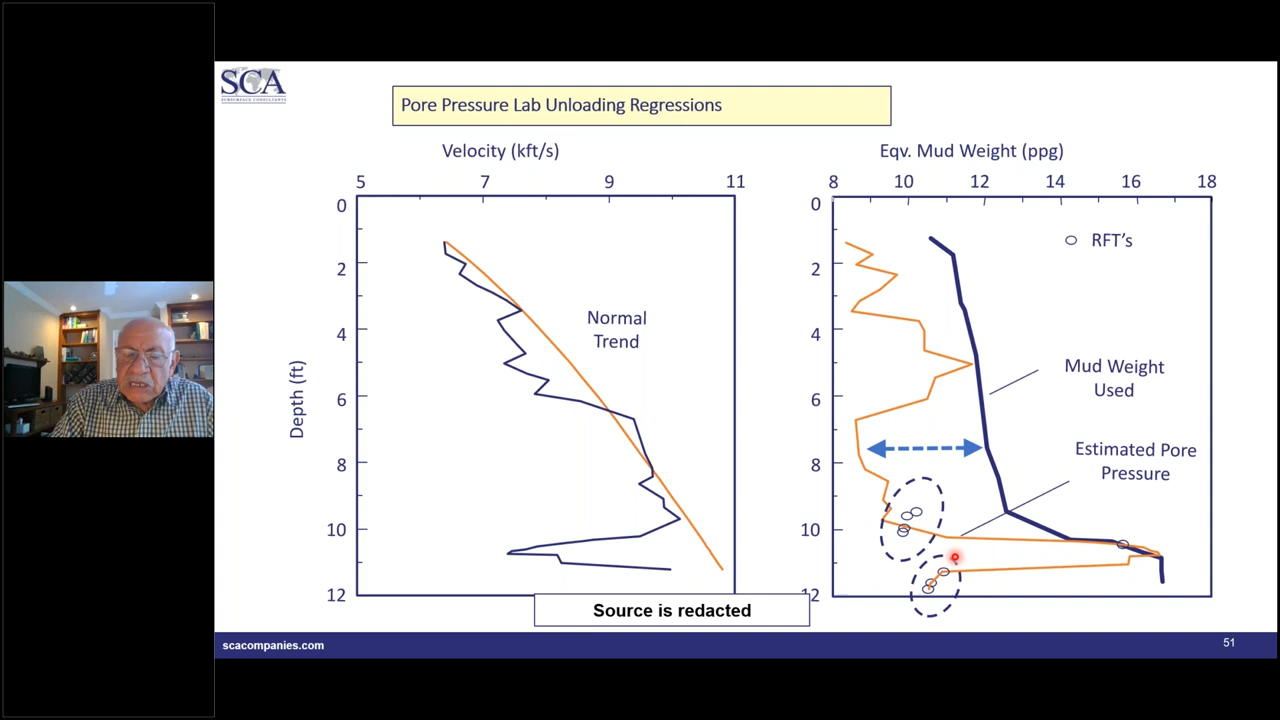 SCA
SUBSURFACE CONSULTANTS
Pore Pressure Lab Unloading Regressions
Velocity (kft/s)
5 7 9 11
0
2
4
6
8
10
12
Depth (ft)
Normal
Trend
Eqv. Mud Weight (ppg)
8 10 12 14 16 18
0
2
4
6
8
10
12
RFT's
Mud Weight
Used
Estimated Pore
Pressure
Source is redacted
scacompanies.com
51